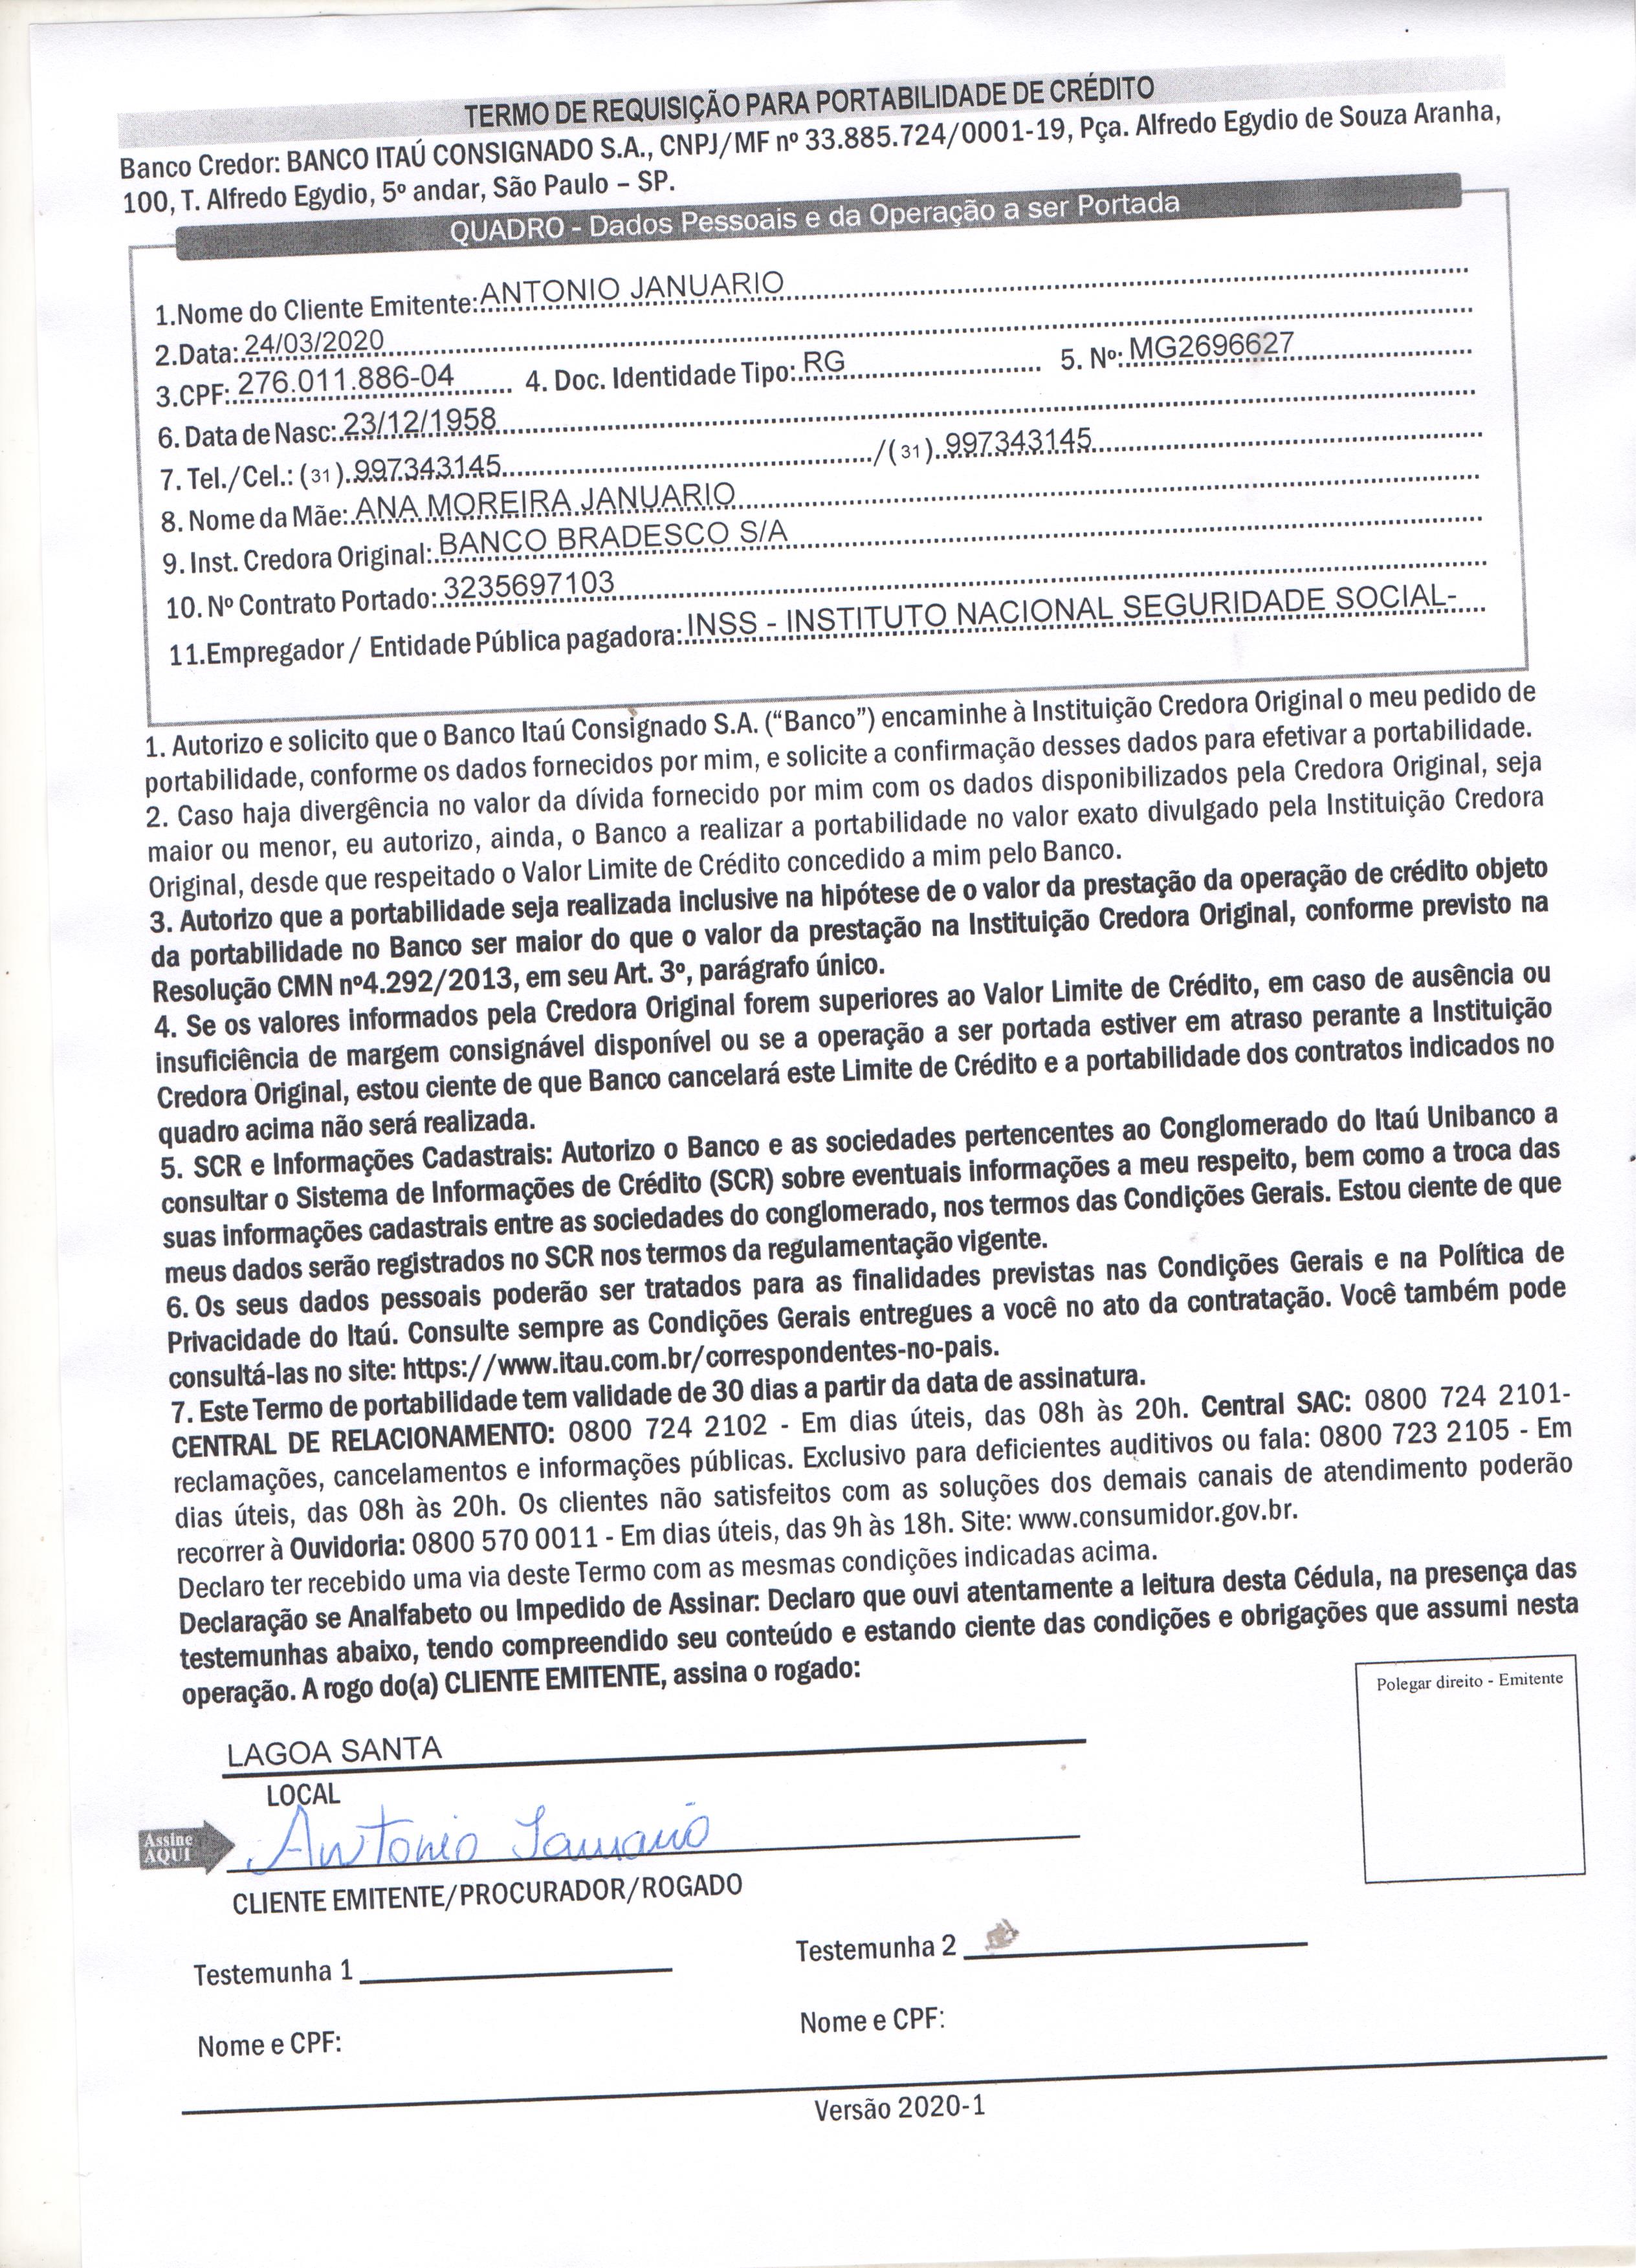 TERMO DE REQUISIÇÃO PARA PORTABILIDADE DE CRÉDITO
Banco Credor: BANCO ITAÚ CONSIGNADO S.A., CNPJ/MF nº 33.885.724/0001-19, Pça. Alfredo Egydio de Souza Aranha,
100, T. Alfredo Egydio, 5º andar, São Paulo – SP.
QUADRO - Dados Pessoais e da Operação a ser Portada
1.Nome do Cliente Emitente: ANTONIO JANUARIO
2.Data: 24/03/2020
3.CPF: 276.011.886-04 4. Doc. Identidade Tipo: RG 5. Nº: MG2696627
6. Data de Nasc: 23/12/1958
7. Tel./Cel.: (31) 997343145 /(31) 997343145
8. Nome da Mãe: ANA MOREIRA JANUARIO
9. Inst. Credora Original: BANCO BRADESCO S/A
10. Nº Contrato Portado: 3235697103
11.Empregador / Entidade Pública pagadora: INSS - INSTITUTO NACIONAL SEGURIDADE SOCIAL-
1. Autorizo e solicito que o Banco Itaú Consignado S.A. (“Banco”) encaminhe à Instituição Credora Original o meu pedido de
portabilidade, conforme os dados fornecidos por mim, e solicite a confirmação desses dados para efetivar a portabilidade.
2. Caso haja divergência no valor da dívida fornecido por mim com os dados disponibilizados pela Credora Original, seja
maior ou menor, eu autorizo, ainda, o Banco a realizar a portabilidade no valor exato divulgado pela Instituição Credora
Original, desde que respeitado o Valor Limite de Crédito concedido a mim pelo Banco.
3. Autorizo que a portabilidade seja realizada inclusive na hipótese de o valor da prestação da operação de crédito objeto
da portabilidade no Banco ser maior do que o valor da prestação na Instituição Credora Original, conforme previsto na
Resolução CMN nº4.292/2013, em seu Art. 3º, parágrafo único.
4. Se os valores informados pela Credora Original forem superiores ao Valor Limite de Crédito, em caso de ausência ou
insuficiência de margem consignável disponível ou se a operação a ser portada estiver em atraso perante a Instituição
Credora Original, estou ciente de que Banco cancelará este Limite de Crédito e a portabilidade dos contratos indicados no
quadro acima não será realizada.
5. SCR e Informações Cadastrais: Autorizo o Banco e as sociedades pertencentes ao Conglomerado do Itaú Unibanco a
consultar o Sistema de Informações de Crédito (SCR) sobre eventuais informações a meu respeito, bem como a troca das
suas informações cadastrais entre as sociedades do conglomerado, nos termos das Condições Gerais. Estou ciente de que
meus dados serão registrados no SCR nos termos da regulamentação vigente.
6. Os seus dados pessoais poderão ser tratados para as finalidades previstas nas Condições Gerais e na Política de
Privacidade do Itaú. Consulte sempre as Condições Gerais entregues a você no ato da contratação. Você também pode
consultá-las no site: https://www.itau.com.br/correspondentes-no-pais.
7. Este Termo de portabilidade tem validade de 30 dias a partir da data de assinatura.
CENTRAL DE RELACIONAMENTO: 0800 724 2102 - Em dias úteis, das 08h às 20h. Central SAC: 0800 724 2101-
reclamações, cancelamentos e informações públicas. Exclusivo para deficientes auditivos ou fala: 0800 723 2105 - Em
dias úteis, das 08h às 20h. Os clientes não satisfeitos com as soluções dos demais canais de atendimento poderão
recorrer à Ouvidoria: 0800 570 0011 - Em dias úteis, das 9h às 18h. Site: www.consumidor.gov.br.
Declaro ter recebido uma via deste Termo com as mesmas condições indicadas acima.
Declaração se Analfabeto ou Impedido de Assinar: Declaro que ouvi atentamente a leitura desta Cédula, na presença das
testemunhas abaixo, tendo compreendido seu conteúdo e estando ciente das condições e obrigações que assumi nesta
operação. A rogo do(a) CLIENTE EMITENTE, assina o rogado:
Polegar direito - Emitente
LAGOA SANTA
LOCAL
Assine
AQUI
Antonio Januario
CLIENTE EMITENTE/PROCURADOR/ROGADO
Testemunha 1 Testemunha 2
Nome e CPF: Nome e CPF:
Versão 2020-1